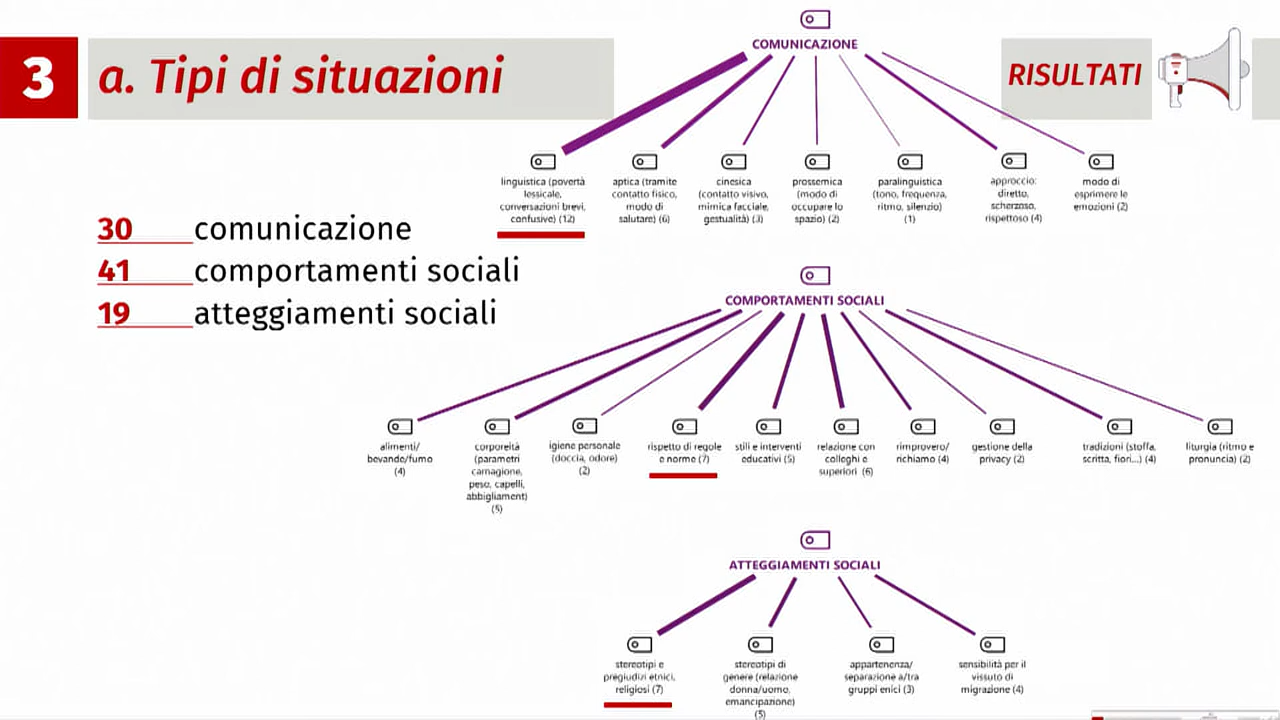 3
a. Tipi di situazioni
RISULTATI
30 comunicazione
41 comportamenti sociali
19 atteggiamenti sociali
COMUNICAZIONE
linguistica (povertà
lessicale,
conversazioni brevi,
confusive) (12)
aptica (tramite
contatto fisico,
modo di
salutare) (6)
cinesica
(contatto visivo,
mimica facciale,
gestualità) (3)
prossemica
(modo di
occupare lo
spazio) (2)
paralinguistica
(tono, frequenza,
ritmo, silenzio)
(1)
approccio:
diretto,
scherzoso,
rispettoso (4)
modo di
esprimere le
emozioni (2)
COMPORTAMENTI SOCIALI
alimenti/
bevande/fumo
(4)
corporeità
(parametri
carnagione,
peso, capelli,
abbigliament)
(5)
igiene personale
(doccia, odore)
(2)
rispetto di regole
e norme (7)
stili e interventi
educativi (5)
relazione con
colleghi e
superiori (6)
rimprovero/
richiamo (4)
gestione della
privacy (2)
tradizioni (stoffa,
scritta, fiori...) (4)
liturgia (ritmo e
pronuncia) (2)
ATTEGGIAMENTI SOCIALI
stereotipi e
pregiudizi etnici,
religiosi (7)
stereotipi di
genere (relazione
donna/uomo,
emancipazione)
(5)
appartenenza/
separazione a/tra
gruppi enici (3)
sensibilità per il
vissuto di
migrazione (4)